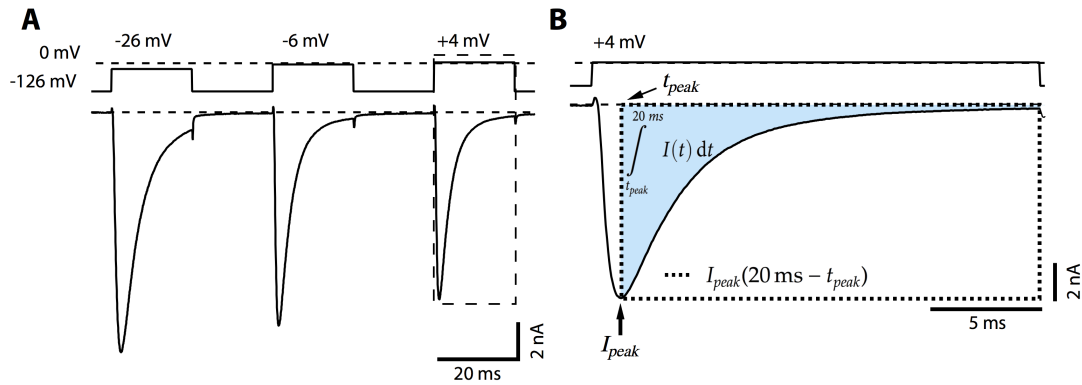 A
-26 mV
-6 mV
+4 mV
0 mV
-126 mV
2 nA
20 ms
B
+4 mV
t_peak
∫_{t_peak}^{20 ms} I(t) dt
I_peak(20 ms − t_peak)
2 nA
5 ms
I_peak